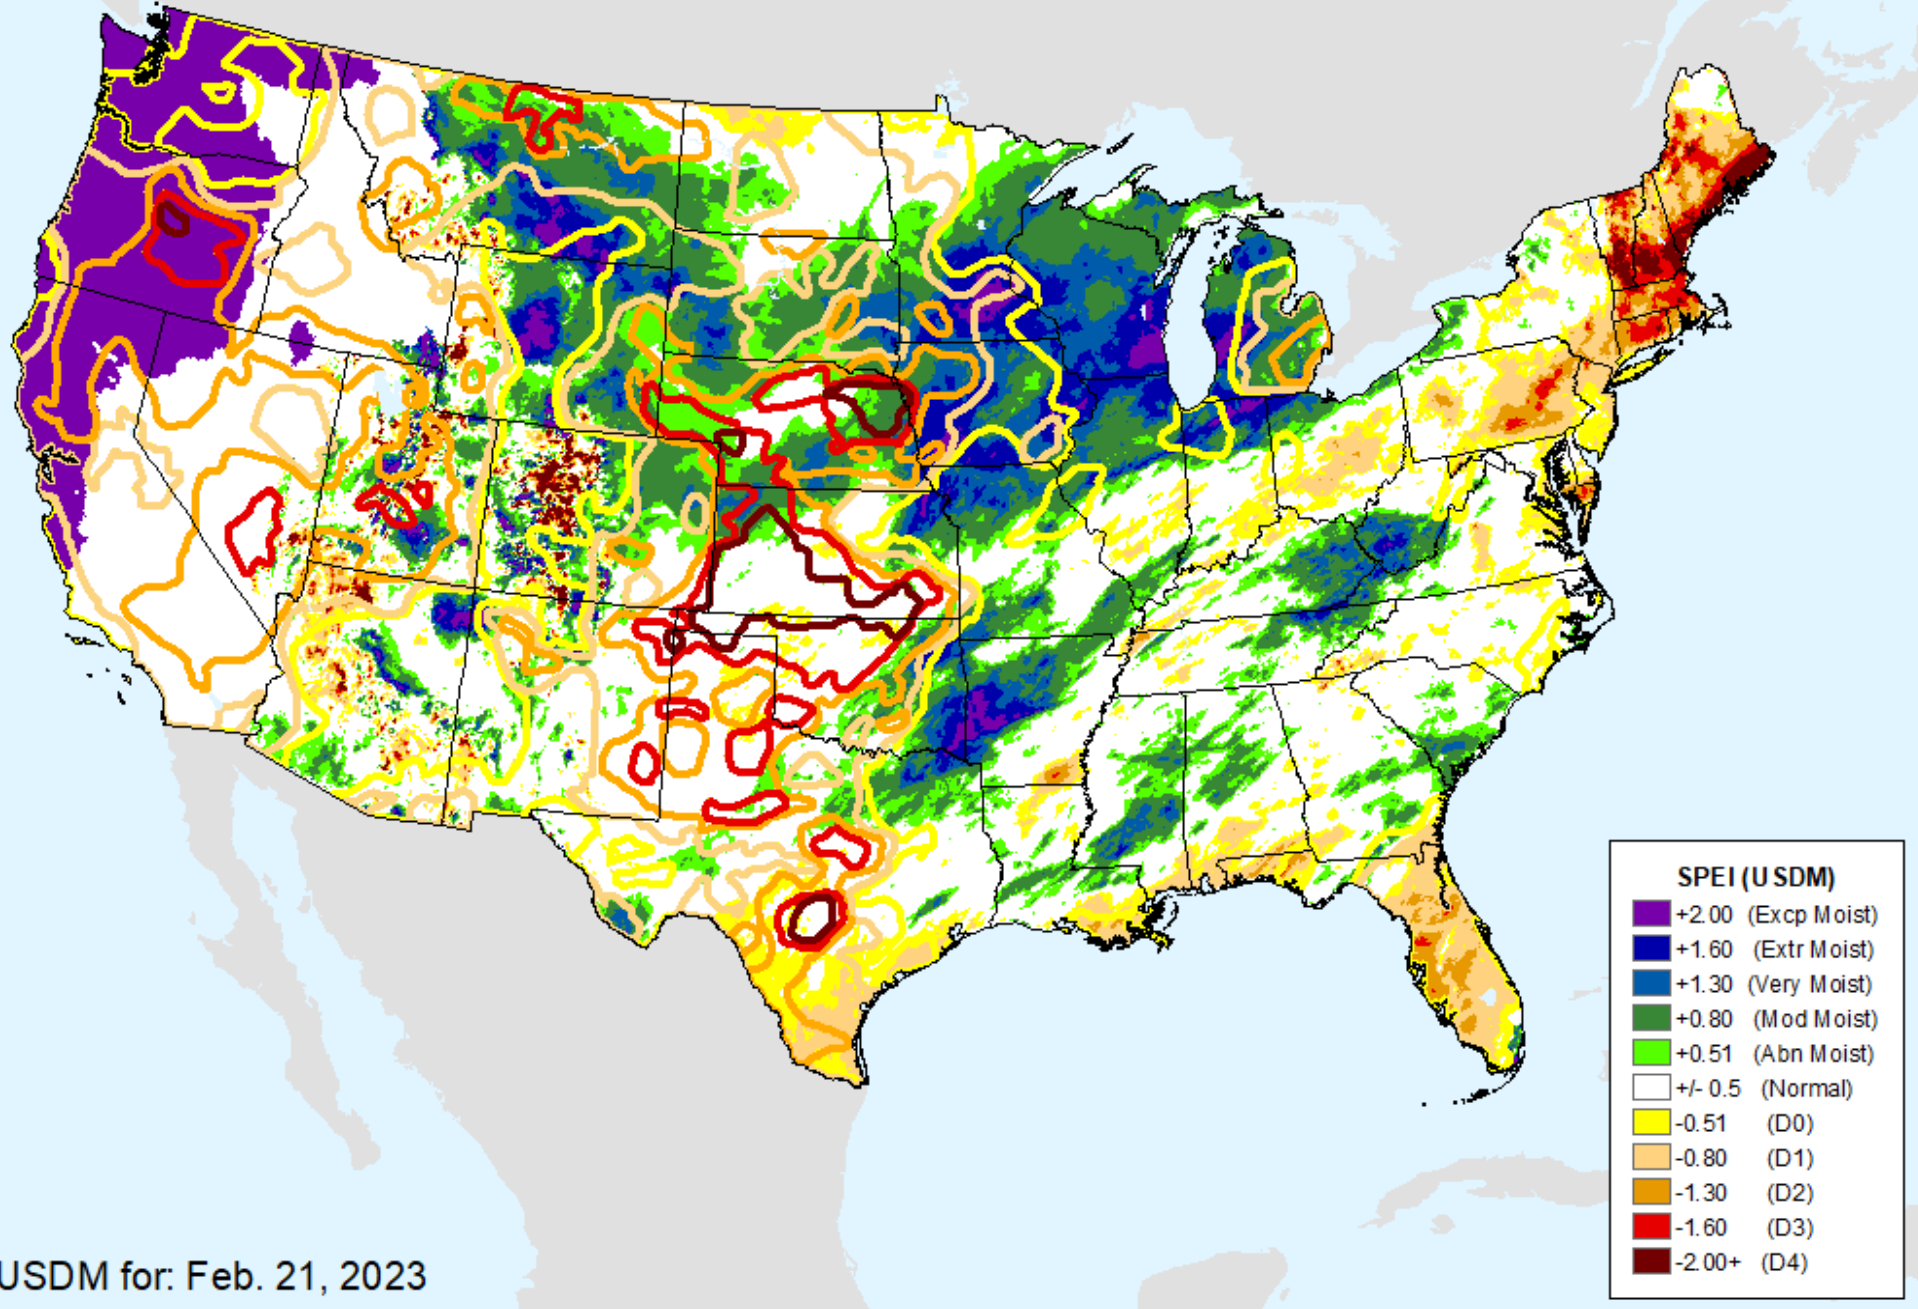 SPEI (USDM)
+2.00 (Excp Moist)
+1.60 (Extr Moist)
+1.30 (Very Moist)
+0.80 (Mod Moist)
+0.51 (Abn Moist)
+/- 0.5 (Normal)
-0.51 (D0)
-0.80 (D1)
-1.30 (D2)
-1.60 (D3)
-2.00+ (D4)
USDM for: Feb. 21, 2023